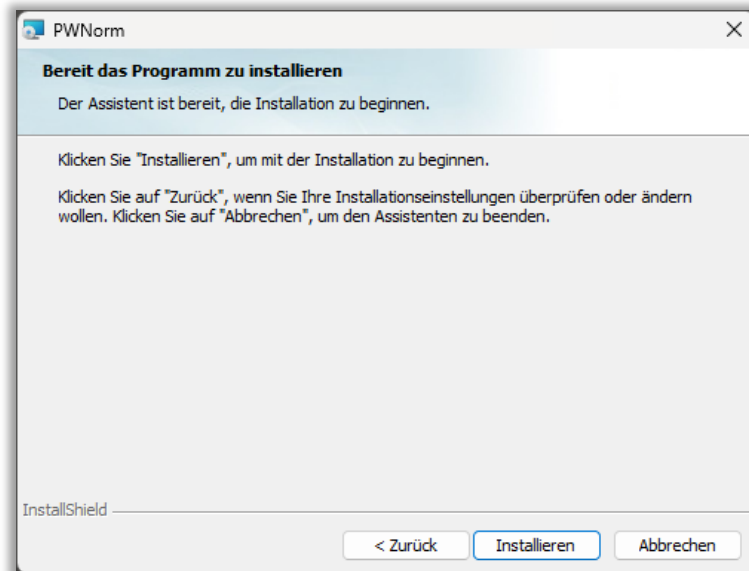 PWNorm
Bereit das Programm zu installieren
Der Assistent ist bereit, die Installation zu beginnen.
Klicken Sie "Installieren", um mit der Installation zu beginnen.
Klicken Sie auf "Zurück", wenn Sie Ihre Installationseinstellungen überprüfen oder ändern
wollen. Klicken Sie auf "Abbrechen", um den Assistenten zu beenden.
InstallShield
< Zurück
Installieren
Abbrechen